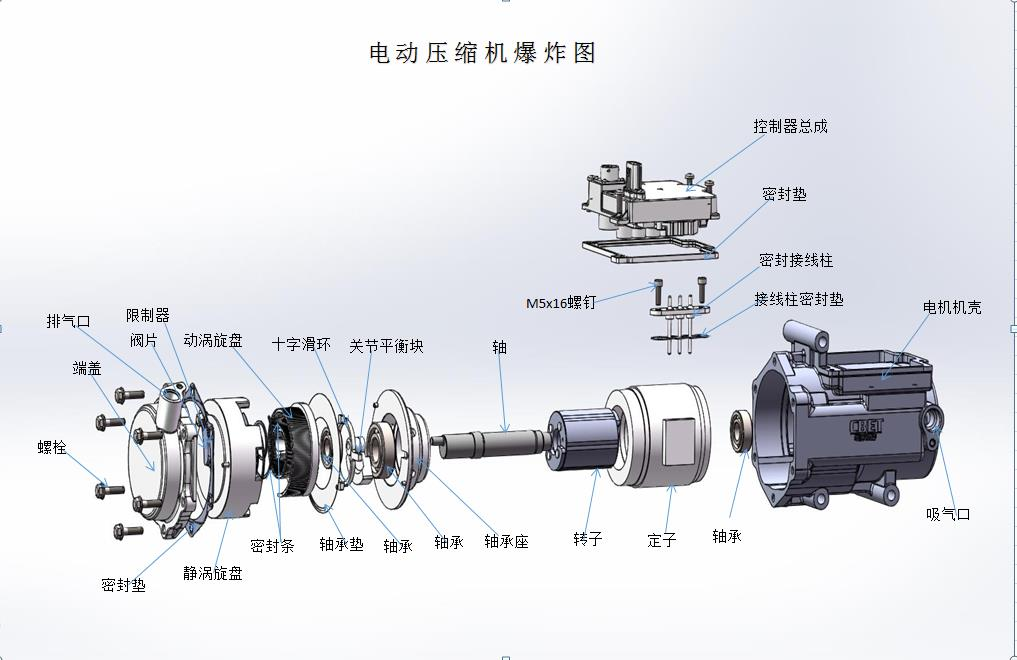 电动压缩机爆炸图
控制器总成
密封垫
密封接线柱
M5x16螺钉
接线柱密封垫
电机机壳
排气口
限制器
阀片
动涡旋盘
十字滑环
关节平衡块
轴
端盖
螺栓
密封垫
静涡旋盘
密封条
轴承垫
轴承
轴承
轴承座
转子
定子
轴承
吸气口